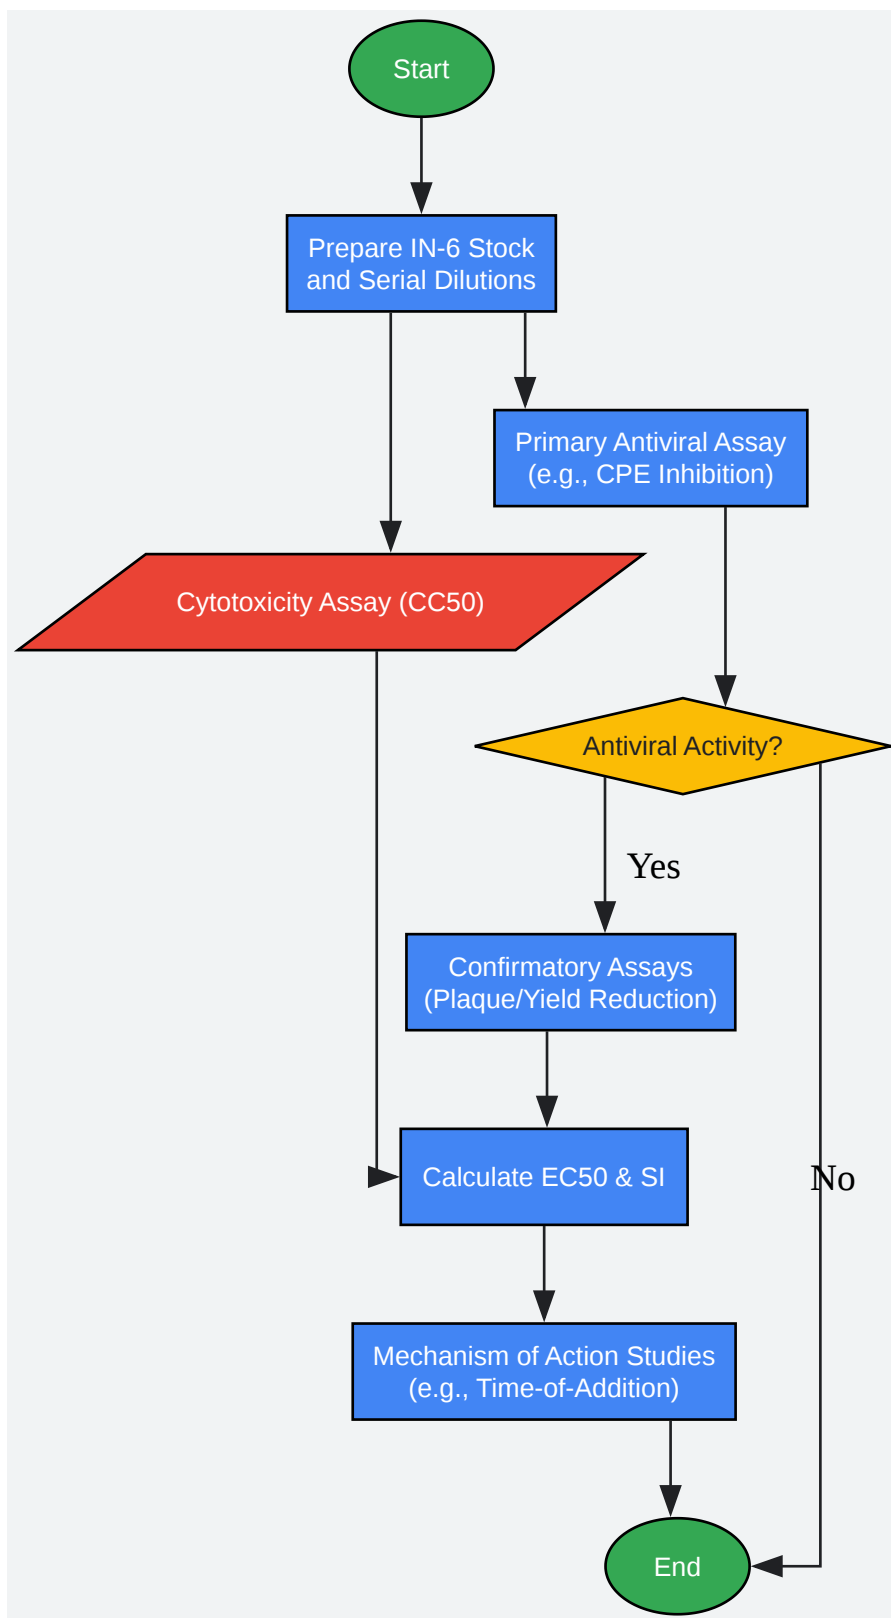 Start
Prepare IN-6 Stock
and Serial Dilutions
Primary Antiviral Assay
(e.g., CPE Inhibition)
Cytotoxicity Assay (CC50)
Antiviral Activity?
Yes
Confirmatory Assays
(Plaque/Yield Reduction)
Calculate EC50 & SI
No
Mechanism of Action Studies
(e.g., Time-of-Addition)
End